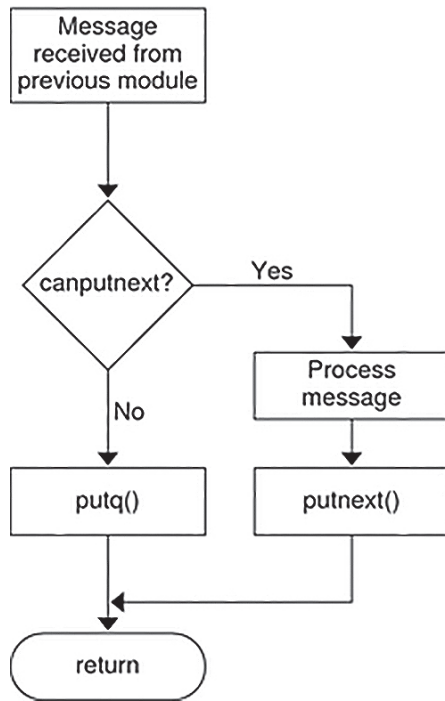 Message
received from
previous module
canputnext?
Yes
Process
message
No
putq()
putnext()
return